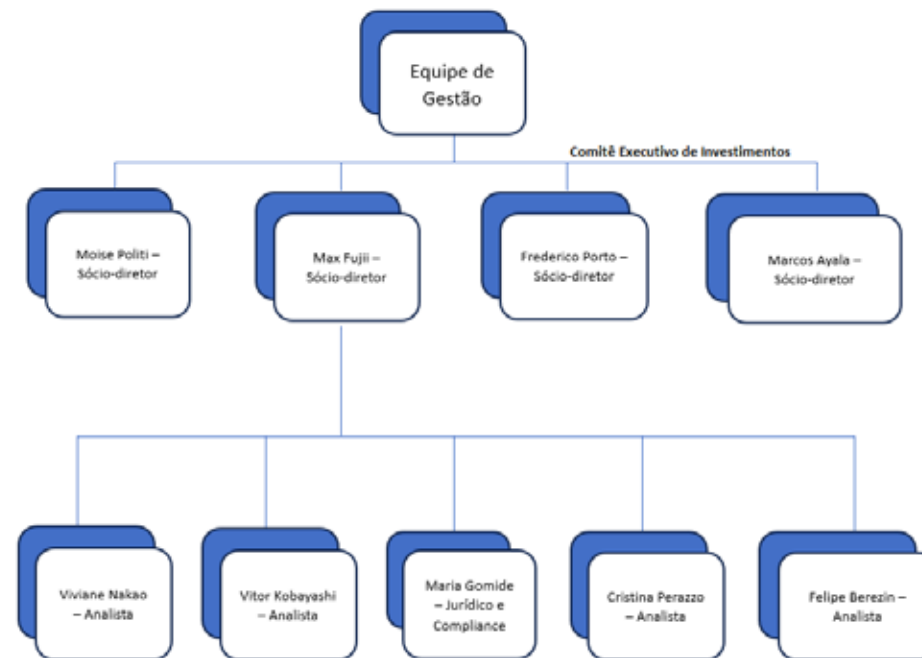 Equipe de
Gestão
Comitê Executivo de Investimentos
Moise Politi –
Sócio-diretor
Max Fujii –
Sócio-diretor
Frederico Porto –
Sócio-diretor
Marcos Ayala –
Sócio-diretor
Viviane Nakao
– Analista
Vitor Kobayashi
– Analista
Maria Gomide
– Jurídico e
Compliance
Cristina Perazzo
– Analista
Felipe Berezin –
Analista